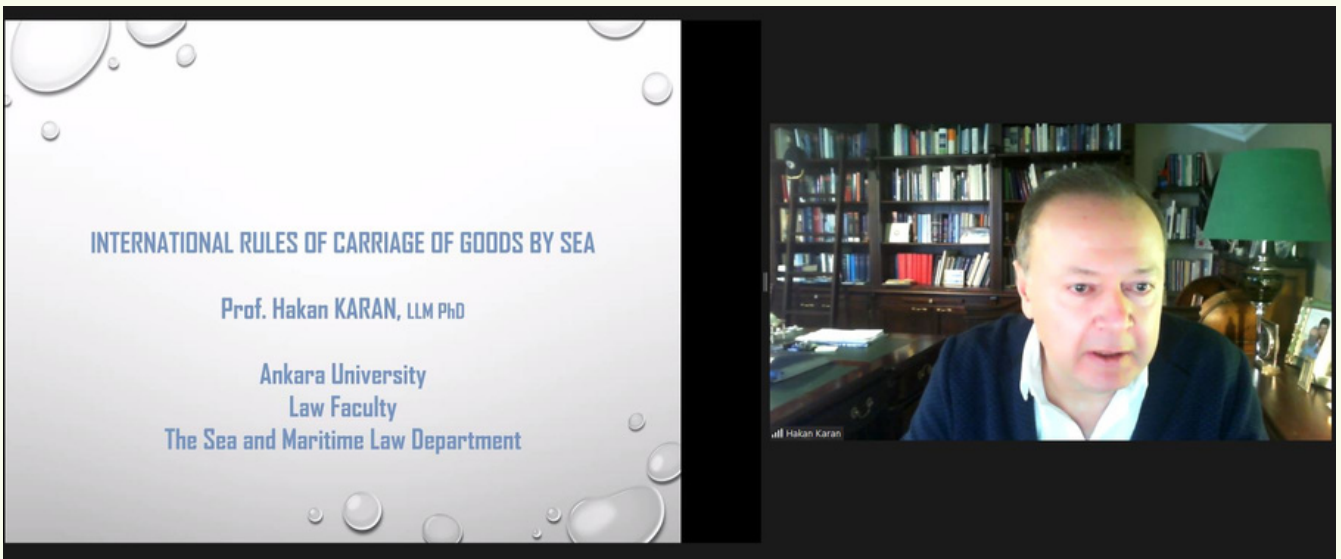 INTERNATIONAL RULES OF CARRIAGE OF GOODS BY SEA
Prof. Hakan KARAN, LLM PhD
Ankara University
Law Faculty
The Sea and Maritime Law Department
Hakan Karan